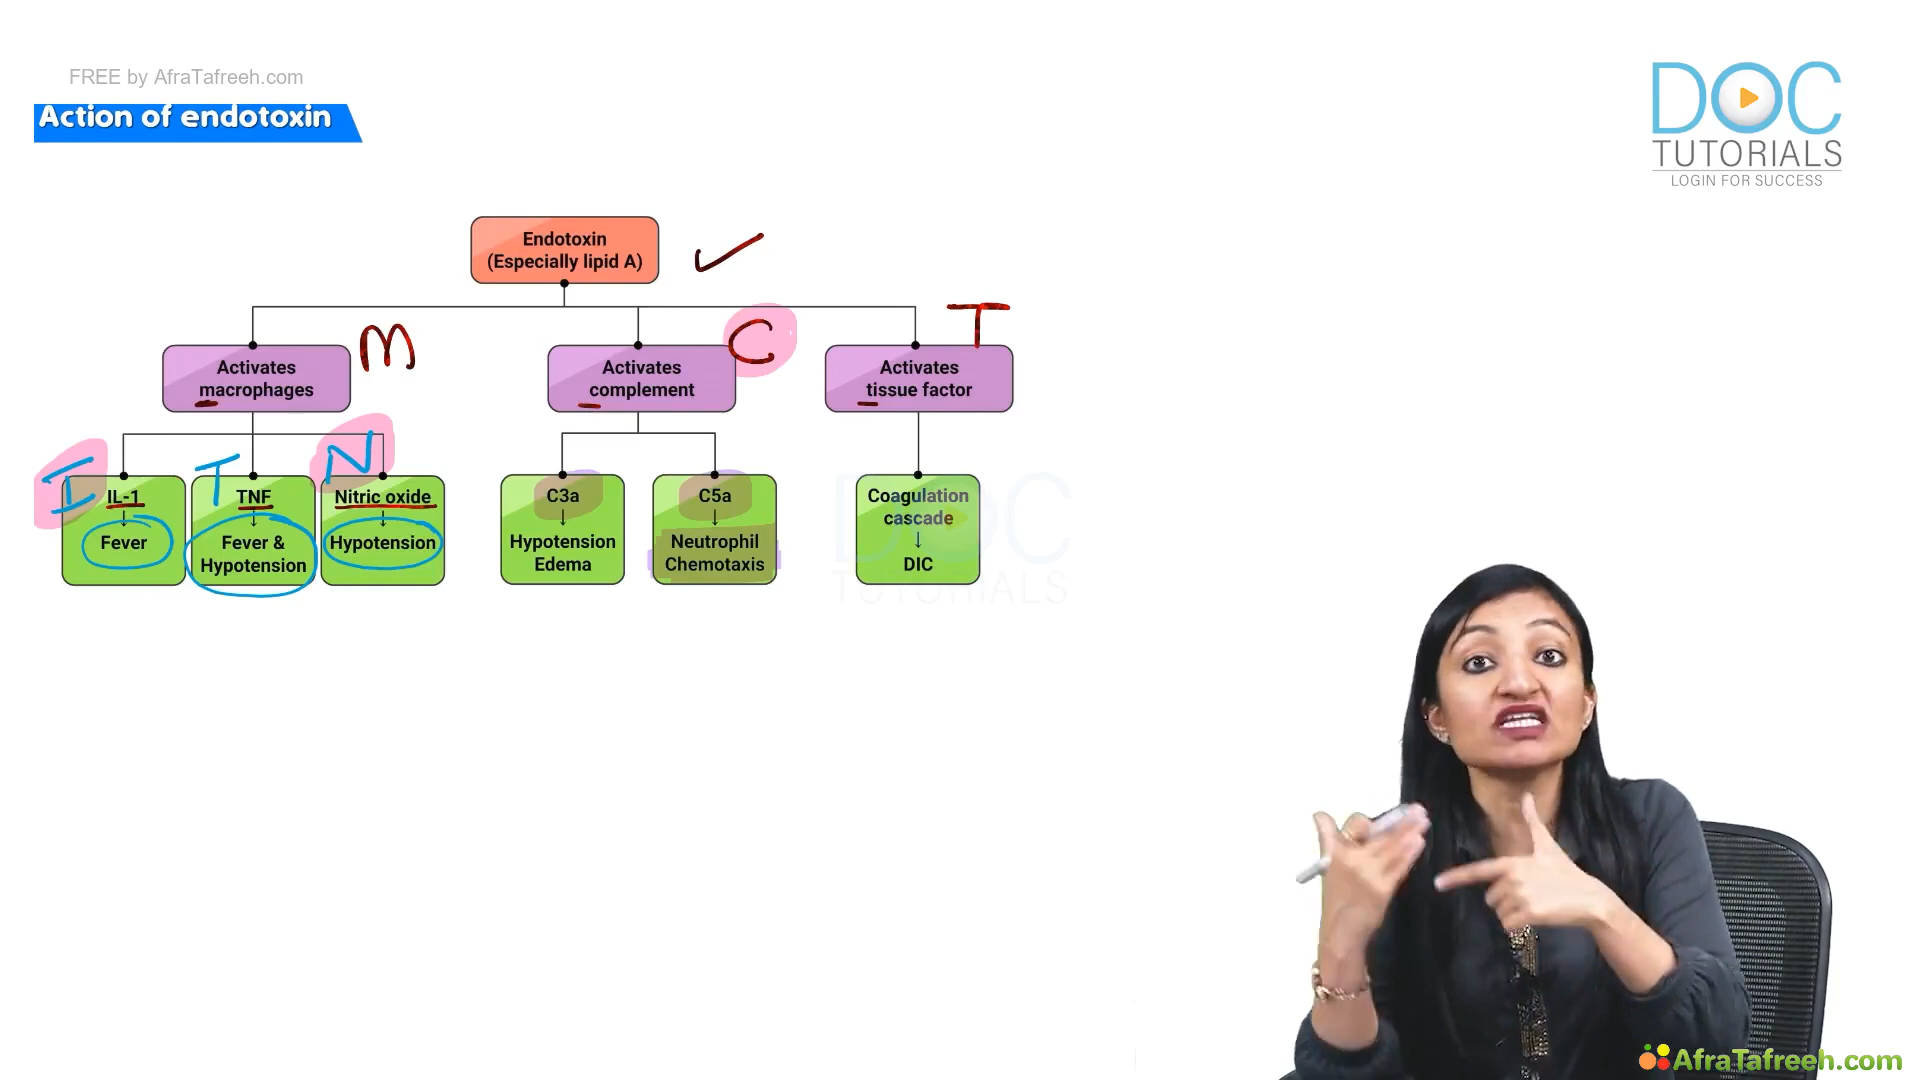 FREE by AfraTafreeh.com
Action of endotoxin
DOC
TUTORIALS
LOGIN FOR SUCCESS
Endotoxin
(Especially lipid A)
M
C
T
Activates
macrophages
Activates
complement
Activates
tissue factor
I
T
N
IL-1
↓
Fever
TNF
↓
Fever &
Hypotension
Nitric oxide
↓
Hypotension
C3a
↓
Hypotension
Edema
C5a
↓
Neutrophil
Chemotaxis
Coagulation
cascade
↓
DIC
DOC
TUTORIALS
AfraTafreeh.com